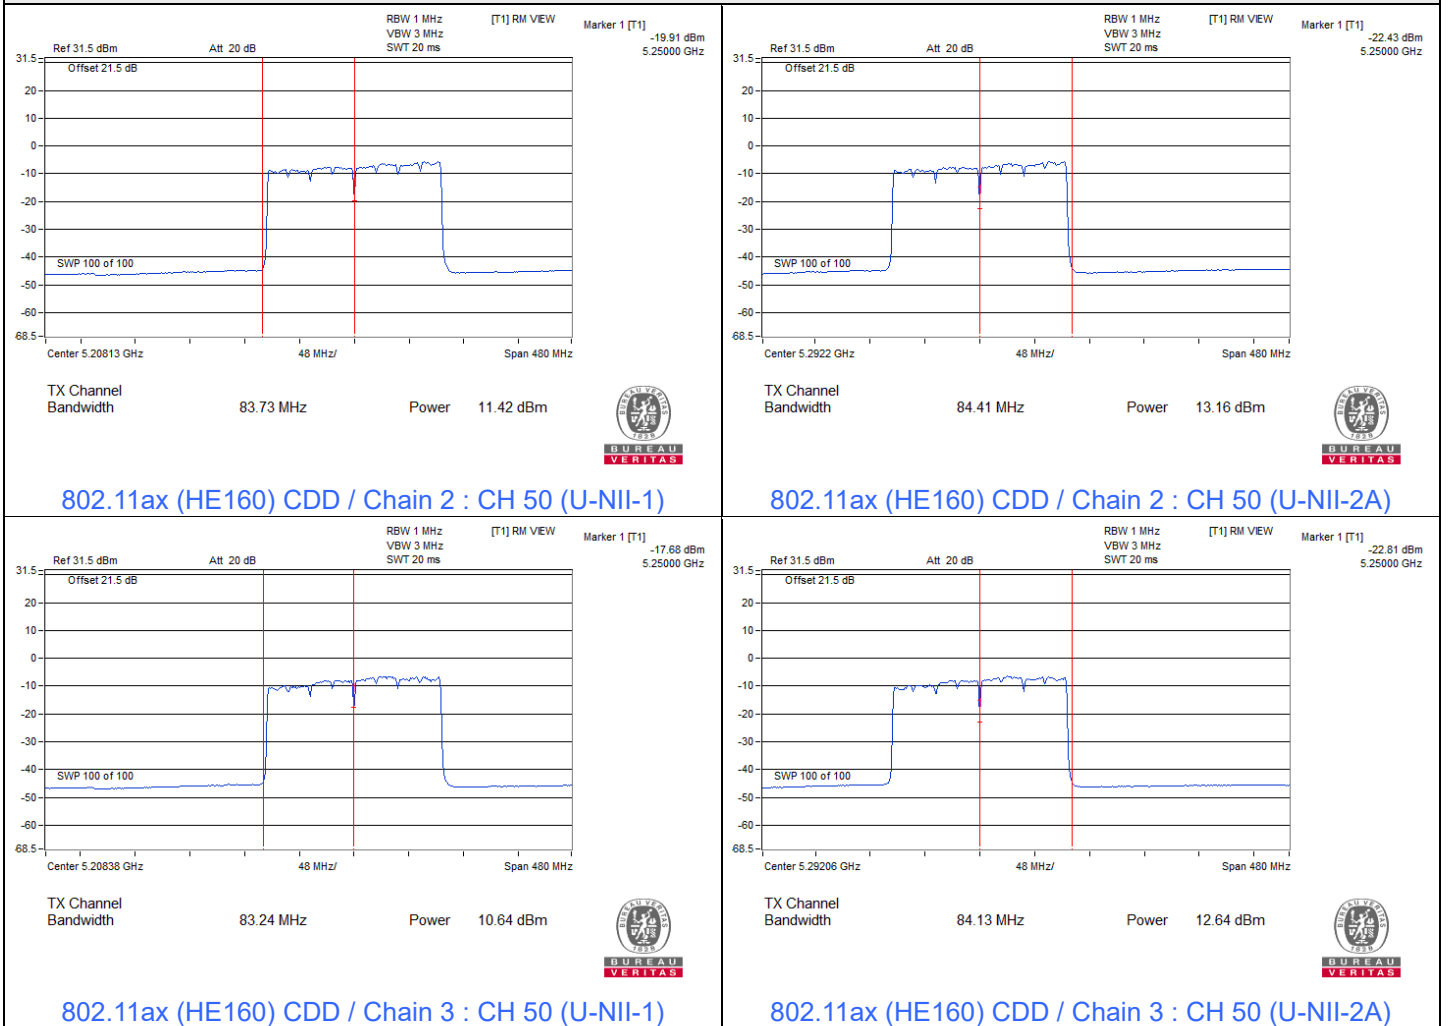 RBW 1 MHz [T1] RM VIEW
Marker 1 [T1]
VBW 3 MHz
-19.91 dBm
Ref 31.5 dBm Att 20 dB SWT 20 ms
5.25000 GHz
31.5
Offset 21.5 dB
20
10
0
-10
-20
-30
-40
SWP 100 of 100
-50
-60
-68.5
Center 5.20813 GHz 48 MHz/ Span 480 MHz
TX Channel
Bandwidth 83.73 MHz Power 11.42 dBm
BUREAU VERITAS
1828
BUREAU
VERITAS
802.11ax (HE160) CDD / Chain 2 : CH 50 (U-NII-1)
RBW 1 MHz [T1] RM VIEW
Marker 1 [T1]
VBW 3 MHz
-22.43 dBm
Ref 31.5 dBm Att 20 dB SWT 20 ms
5.25000 GHz
31.5
Offset 21.5 dB
20
10
0
-10
-20
-30
-40
SWP 100 of 100
-50
-60
-68.5
Center 5.2922 GHz 48 MHz/ Span 480 MHz
TX Channel
Bandwidth 84.41 MHz Power 13.16 dBm
BUREAU VERITAS
1828
BUREAU
VERITAS
802.11ax (HE160) CDD / Chain 2 : CH 50 (U-NII-2A)
RBW 1 MHz [T1] RM VIEW
Marker 1 [T1]
VBW 3 MHz
-17.68 dBm
Ref 31.5 dBm Att 20 dB SWT 20 ms
5.25000 GHz
31.5
Offset 21.5 dB
20
10
0
-10
-20
-30
-40
SWP 100 of 100
-50
-60
-68.5
Center 5.20838 GHz 48 MHz/ Span 480 MHz
TX Channel
Bandwidth 83.24 MHz Power 10.64 dBm
BUREAU VERITAS
1828
BUREAU
VERITAS
802.11ax (HE160) CDD / Chain 3 : CH 50 (U-NII-1)
RBW 1 MHz [T1] RM VIEW
Marker 1 [T1]
VBW 3 MHz
-22.81 dBm
Ref 31.5 dBm Att 20 dB SWT 20 ms
5.25000 GHz
31.5
Offset 21.5 dB
20
10
0
-10
-20
-30
-40
SWP 100 of 100
-50
-60
-68.5
Center 5.29206 GHz 48 MHz/ Span 480 MHz
TX Channel
Bandwidth 84.13 MHz Power 12.64 dBm
BUREAU VERITAS
1828
BUREAU
VERITAS
802.11ax (HE160) CDD / Chain 3 : CH 50 (U-NII-2A)